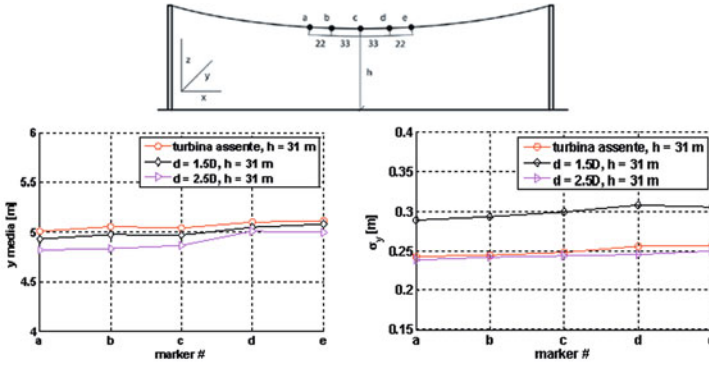 a b c d e
22 33 33 22
z
y
x
h
6
5.5
5
4.5
4
y media [m]
turbina assente, h = 31 m
d = 1.5D, h = 31 m
d = 2.5D, h = 31 m
a b c d e
marker #
0.4
0.35
0.3
0.25
0.2
0.15
σy [m]
turbina assente, h = 31 m
d = 1.5D, h = 31 m
d = 2.5D, h = 31 m
a b c d
marker #